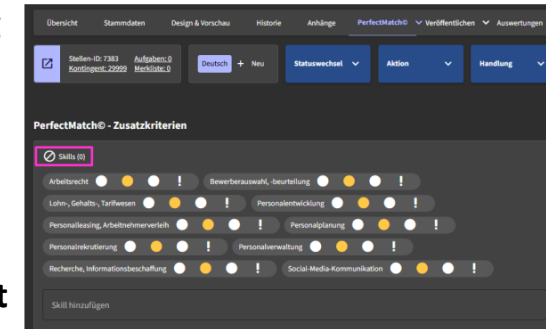 Übersicht Stammdaten Design & Vorschau Historie Anhänge PerfectMatch© Veröffentlichen Auswertungen
Stellen-ID: 7383 Aufgaben: 0
Kontingent: 29999 Merkliste: 0
Deutsch + Neu Statuswechsel Aktion Handlung
PerfectMatch© - Zusatzkriterien
Skills (0)
Arbeitsrecht ! Bewerberauswahl, -beurteilung !
Lohn-, Gehalts-, Tarifwesen ! Personalentwicklung !
Personalleasing, Arbeitnehmerverleih ! Personalplanung !
Personalrekrutierung ! Personalverwaltung !
Recherche, Informationsbeschaffung ! Social-Media-Kommunikation !
t
Skill hinzufügen